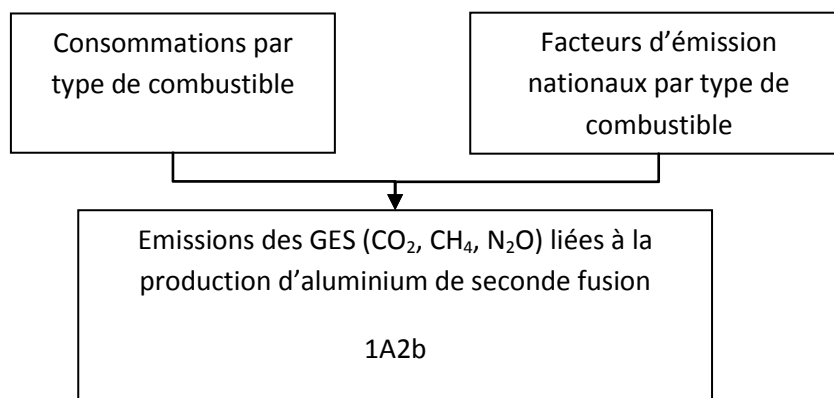 Consommations par
type de combustible
Facteurs d’émission
nationaux par type de
combustible
Emissions des GES (CO₂, CH₄, N₂O) liées à la
production d’aluminium de seconde fusion
1A2b